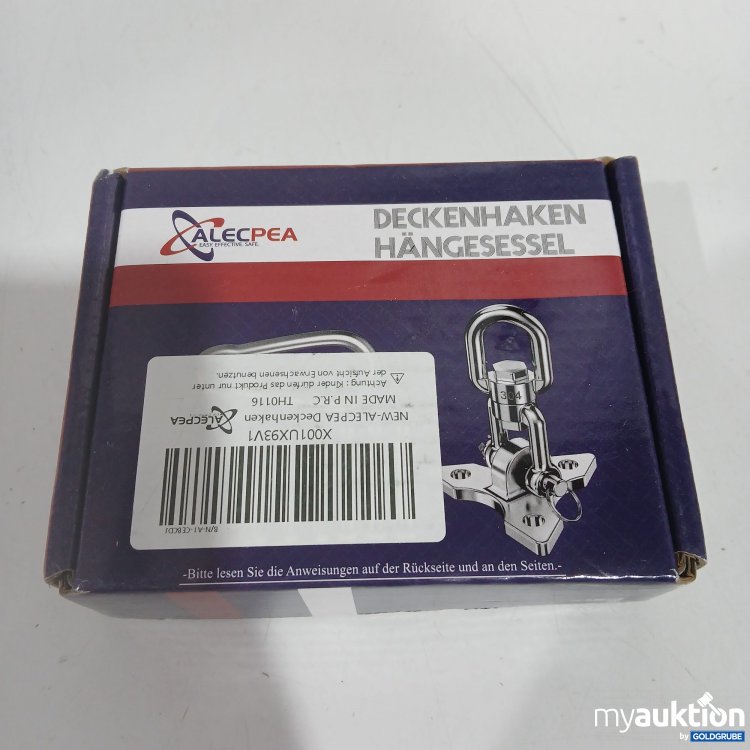 ALECPEA
EASY. EFFECTIVE. SAFE.
DECKENHAKEN
HÄNGESESSEL
304
B/N-A1-CE8CDJ
X001UX93V1
NEW-ALECPEA Deckenhaken
MADE IN P.R.C TH0116
ALECPEA
Achtung : Kinder dürfen das Produkt nur unter
der Aufsicht von Erwachsenen benutzen.
-Bitte lesen Sie die Anweisungen auf der Rückseite und an den Seiten.-
myauktion
by GOLDGRUBE